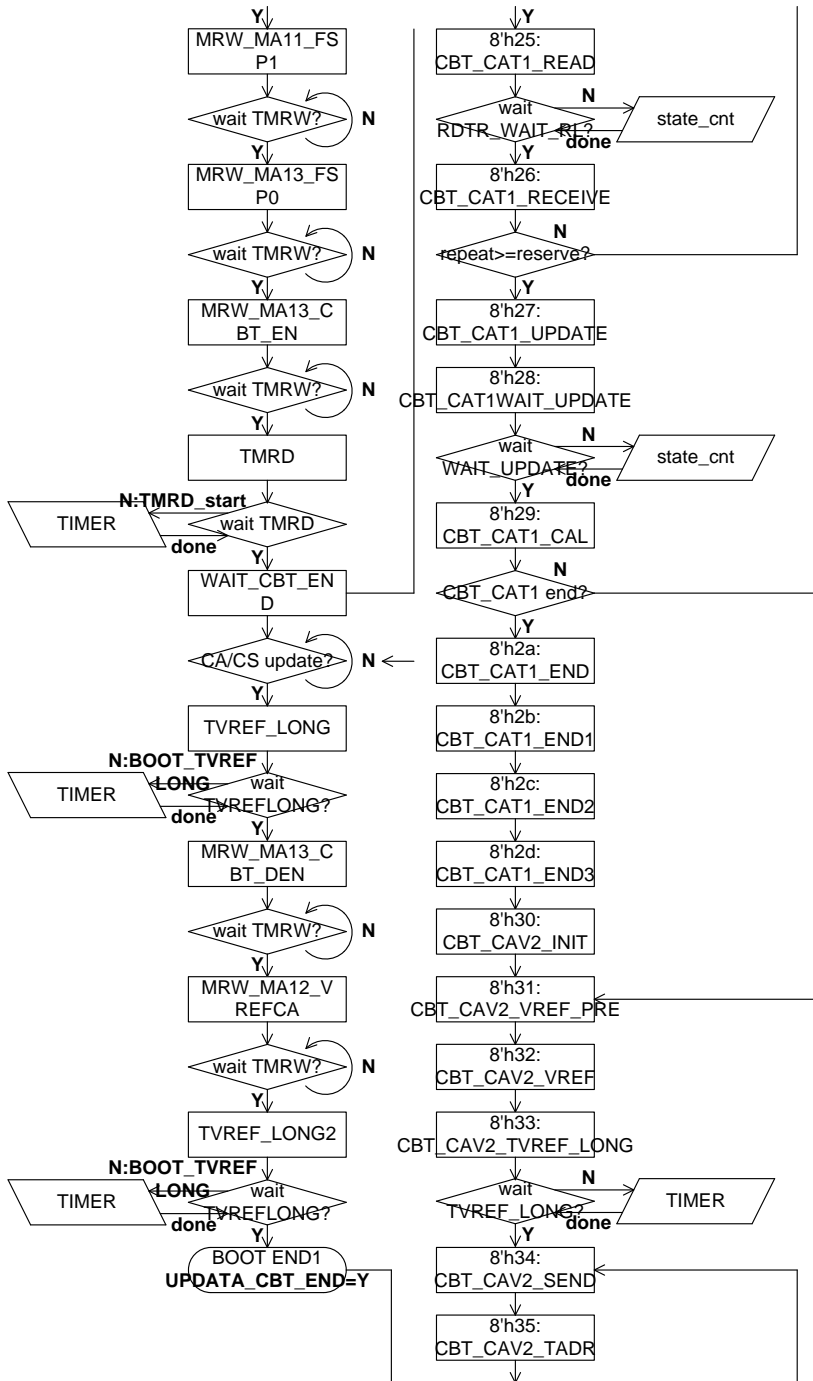 Y
MRW_MA11_FS
P1
wait TMRW?
N
Y
MRW_MA13_FS
P0
wait TMRW?
N
Y
MRW_MA13_C
BT_EN
wait TMRW?
N
Y
TMRD
N:TMRD_start
TIMER
wait TMRD
done
Y
WAIT_CBT_EN
D
CA/CS update?
N
Y
TVREF_LONG
N:BOOT_TVREF
LONG
TIMER
wait
TVREFLONG?
done
Y
MRW_MA13_C
BT_DEN
wait TMRW?
N
Y
MRW_MA12_V
REFCA
wait TMRW?
N
Y
TVREF_LONG2
N:BOOT_TVREF
LONG
TIMER
wait
TVREFLONG?
done
Y
BOOT END1
UPDATA_CBT_END=Y
Y
8'h25:
CBT_CAT1_READ
wait
RDTR_WAIT_RL?
N
state_cnt
done
Y
8'h26:
CBT_CAT1_RECEIVE
N
repeat>=reserve?
Y
8'h27:
CBT_CAT1_UPDATE
8'h28:
CBT_CAT1WAIT_UPDATE
wait
WAIT_UPDATE?
N
state_cnt
done
Y
8'h29:
CBT_CAT1_CAL
N
CBT_CAT1 end?
Y
8'h2a:
CBT_CAT1_END
8'h2b:
CBT_CAT1_END1
8'h2c:
CBT_CAT1_END2
8'h2d:
CBT_CAT1_END3
8'h30:
CBT_CAV2_INIT
8'h31:
CBT_CAV2_VREF_PRE
8'h32:
CBT_CAV2_VREF
8'h33:
CBT_CAV2_TVREF_LONG
wait
TVREF_LONG?
N
TIMER
done
Y
8'h34:
CBT_CAV2_SEND
8'h35:
CBT_CAV2_TADR